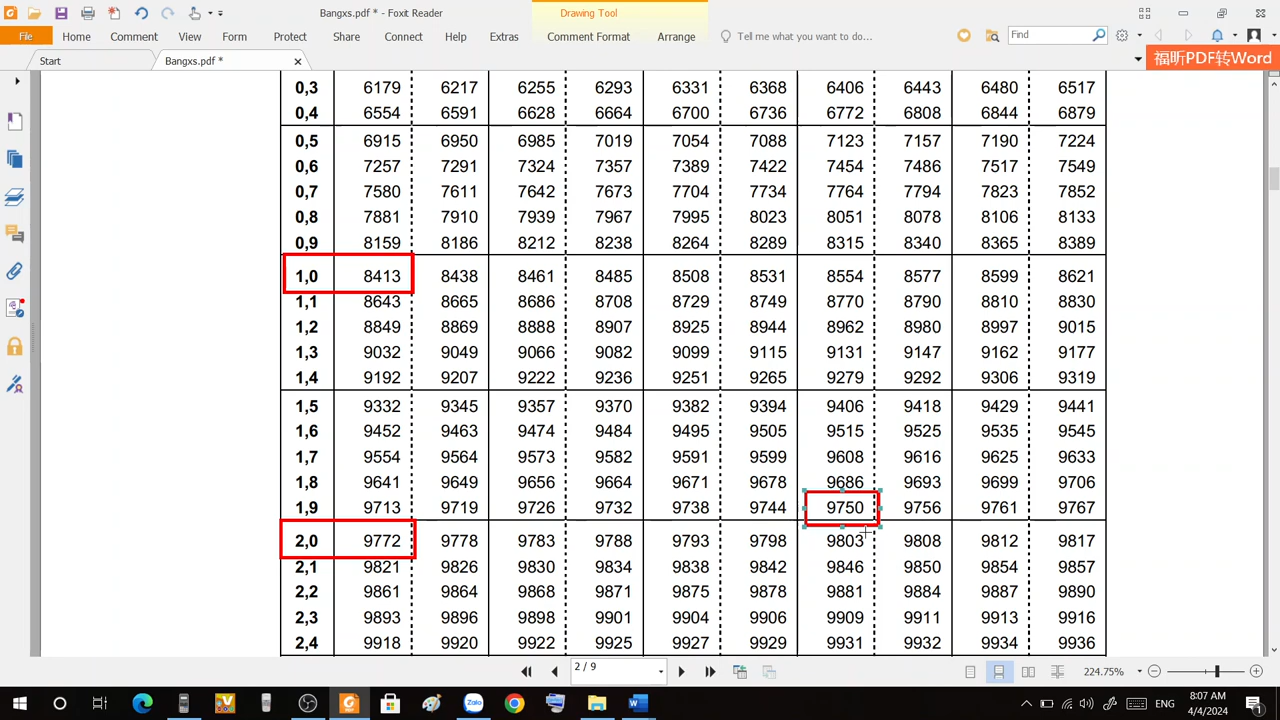 Bangxs.pdf * - Foxit Reader
Drawing Tool
File Home Comment View Form Protect Share Connect Help Extras Comment Format Arrange Tell me what you want to do... Find
Start Bangxs.pdf *
福昕PDF转Word
0,3 6179 6217 6255 6293 6331 6368 6406 6443 6480 6517
0,4 6554 6591 6628 6664 6700 6736 6772 6808 6844 6879
0,5 6915 6950 6985 7019 7054 7088 7123 7157 7190 7224
0,6 7257 7291 7324 7357 7389 7422 7454 7486 7517 7549
0,7 7580 7611 7642 7673 7704 7734 7764 7794 7823 7852
0,8 7881 7910 7939 7967 7995 8023 8051 8078 8106 8133
0,9 8159 8186 8212 8238 8264 8289 8315 8340 8365 8389
1,0 8413 8438 8461 8485 8508 8531 8554 8577 8599 8621
1,1 8643 8665 8686 8708 8729 8749 8770 8790 8810 8830
1,2 8849 8869 8888 8907 8925 8944 8962 8980 8997 9015
1,3 9032 9049 9066 9082 9099 9115 9131 9147 9162 9177
1,4 9192 9207 9222 9236 9251 9265 9279 9292 9306 9319
1,5 9332 9345 9357 9370 9382 9394 9406 9418 9429 9441
1,6 9452 9463 9474 9484 9495 9505 9515 9525 9535 9545
1,7 9554 9564 9573 9582 9591 9599 9608 9616 9625 9633
1,8 9641 9649 9656 9664 9671 9678 9686 9693 9699 9706
1,9 9713 9719 9726 9732 9738 9744 9750 9756 9761 9767
2,0 9772 9778 9783 9788 9793 9798 9803 9808 9812 9817
2,1 9821 9826 9830 9834 9838 9842 9846 9850 9854 9857
2,2 9861 9864 9868 9871 9875 9878 9881 9884 9887 9890
2,3 9893 9896 9898 9901 9904 9906 9909 9911 9913 9916
2,4 9918 9920 9922 9925 9927 9929 9931 9932 9934 9936
2 / 9 224.75%
Zalo ENG 8:07 AM
4/4/2024